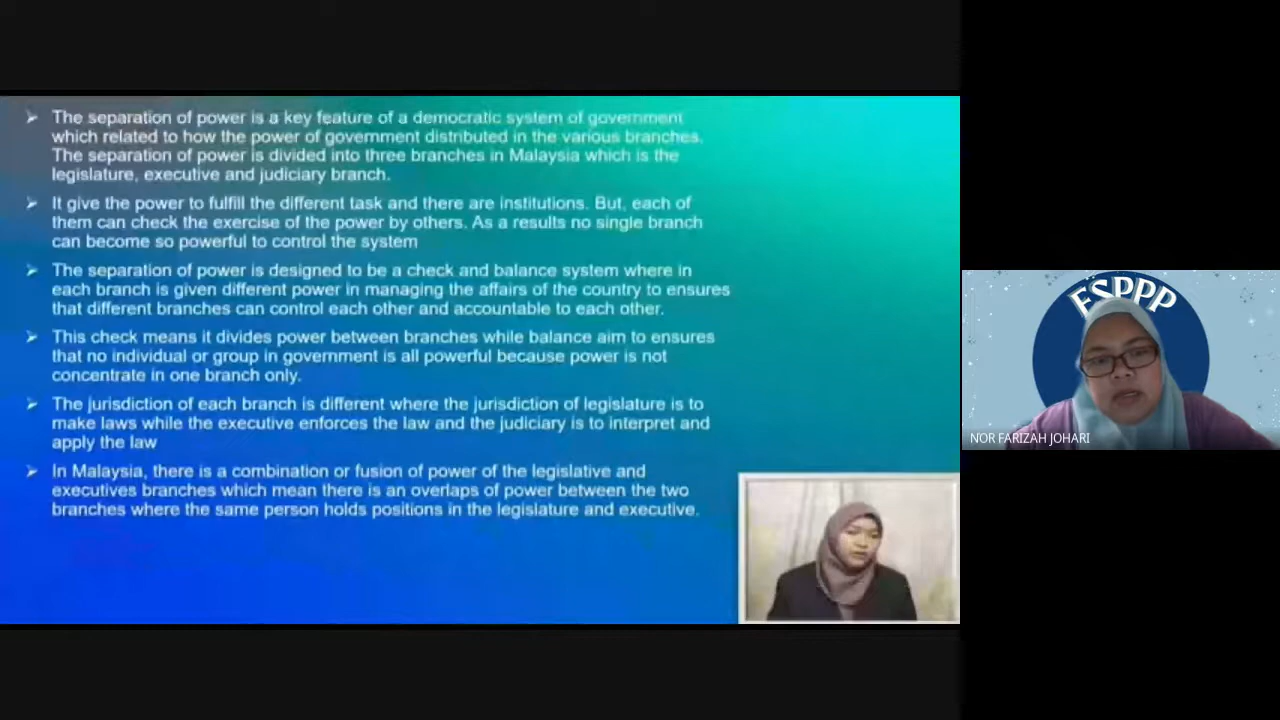 The separation of power is a key feature of a democratic system of government
which related to how the power of government distributed in the various branches.
The separation of power is divided into three branches in Malaysia which is the
legislature, executive and judiciary branch.
It give the power to fulfill the different task and there are institutions. But, each of
them can check the exercise of the power by others. As a results no single branch
can become so powerful to control the system
The separation of power is designed to be a check and balance system where in
each branch is given different power in managing the affairs of the country to ensures
that different branches can control each other and accountable to each other.
This check means it divides power between branches while balance aim to ensures
that no individual or group in government is all powerful because power is not
concentrate in one branch only.
The jurisdiction of each branch is different where the jurisdiction of legislature is to
make laws while the executive enforces the law and the judiciary is to interpret and
apply the law
In Malaysia, there is a combination or fusion of power of the legislative and
executives branches which mean there is an overlaps of power between the two
branches where the same person holds positions in the legislature and executive.
FSPPP
NOR FARIZAH JOHARI